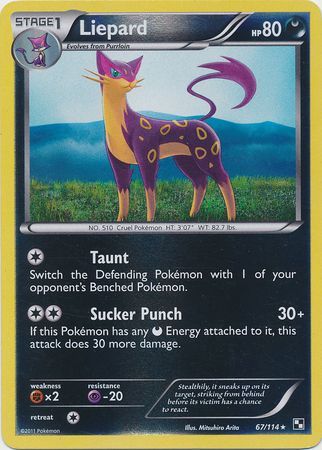 STAGE1 Liepard HP80
Evolves from Purrloin
NO. 510 Cruel Pokémon HT: 3'07" WT: 82.7 lbs.
Taunt
Switch the Defending Pokémon with 1 of your
opponent's Benched Pokémon.
Sucker Punch 30+
If this Pokémon has any Energy attached to it, this
attack does 30 more damage.
weakness ×2 resistance -20
retreat
Stealthily, it sneaks up on its
target, striking from behind
before its victim has a chance
to react.
©2011 Pokémon Illus. Mitsuhiro Arita 67/114★